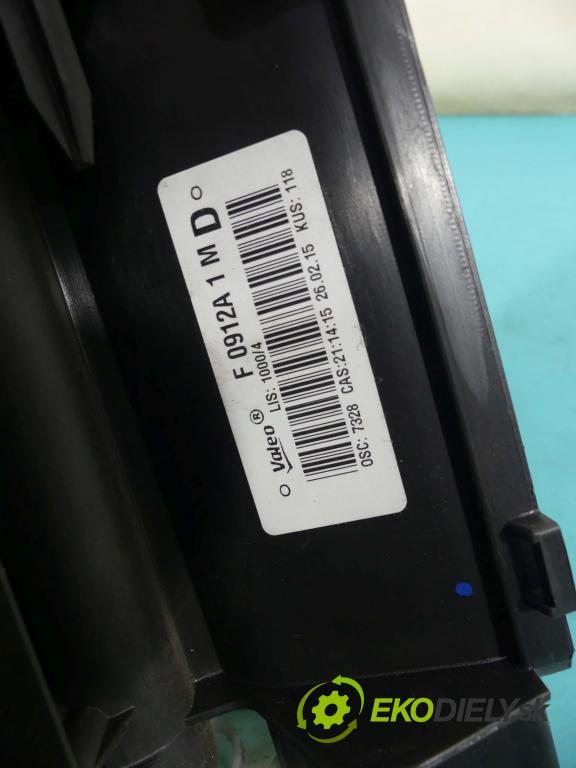 F 0912A 1 M D
Valeo ® LIS: 1000/4
OSC: 7328 CAS:21:14:15 26.02.15 KUS: 118
EKODIELY.sk